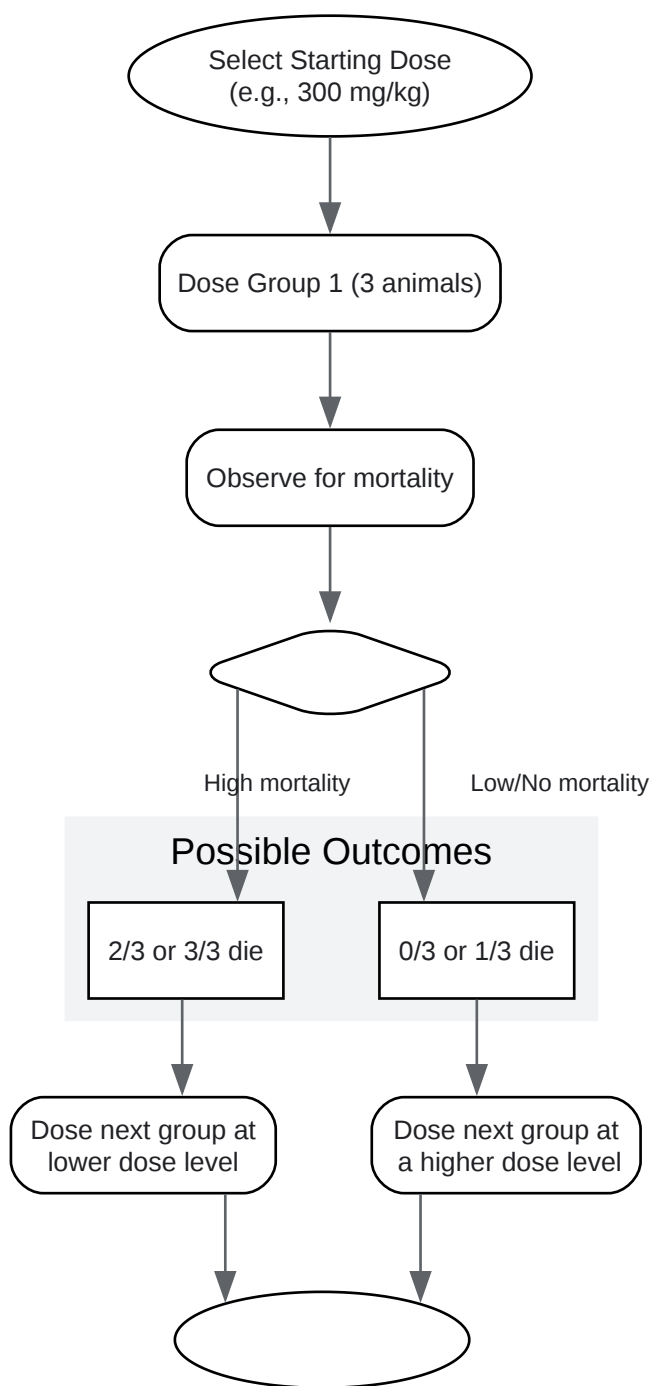 Select Starting Dose
(e.g., 300 mg/kg)
Dose Group 1 (3 animals)
Observe for mortality
High mortality
Low/No mortality
Possible Outcomes
2/3 or 3/3 die
0/3 or 1/3 die
Dose next group at
lower dose level
Dose next group at
a higher dose level